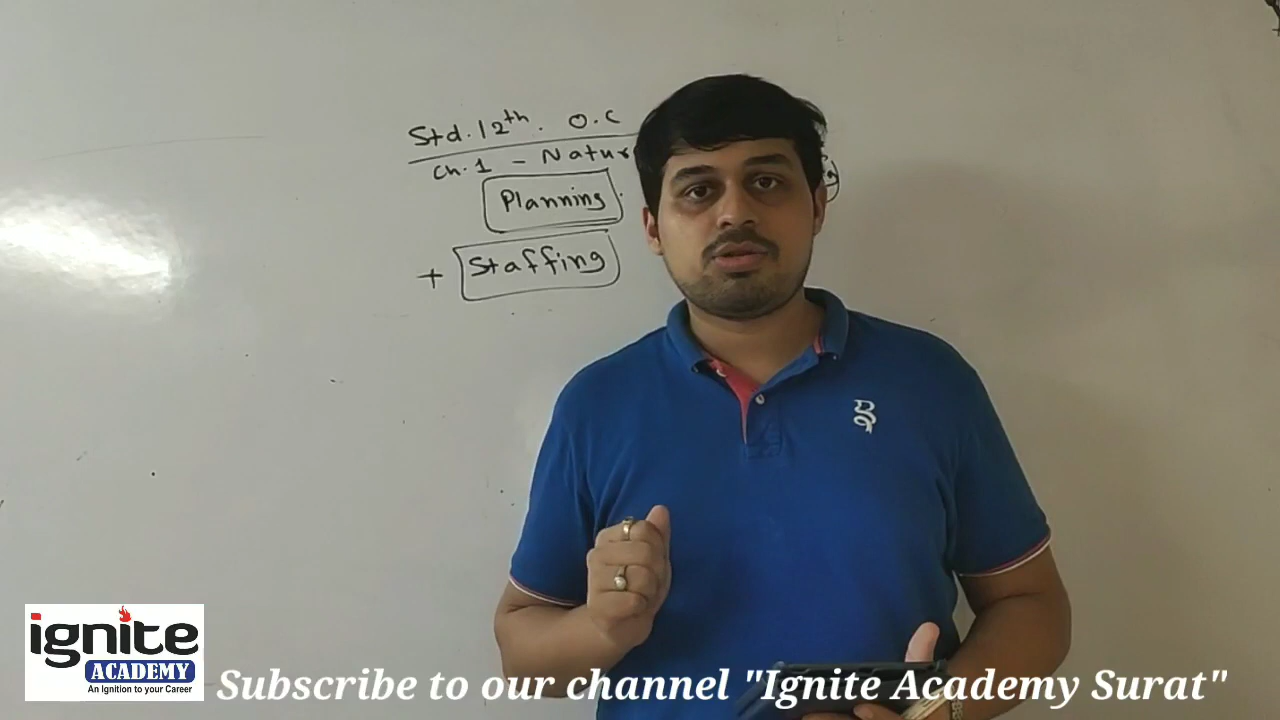 Std. 12th. O.C
Ch. 1 - Natur
Planning
+ Staffing
ignite
ACADEMY
An Ignition to your Career
Subscribe to our channel "Ignite Academy Surat"